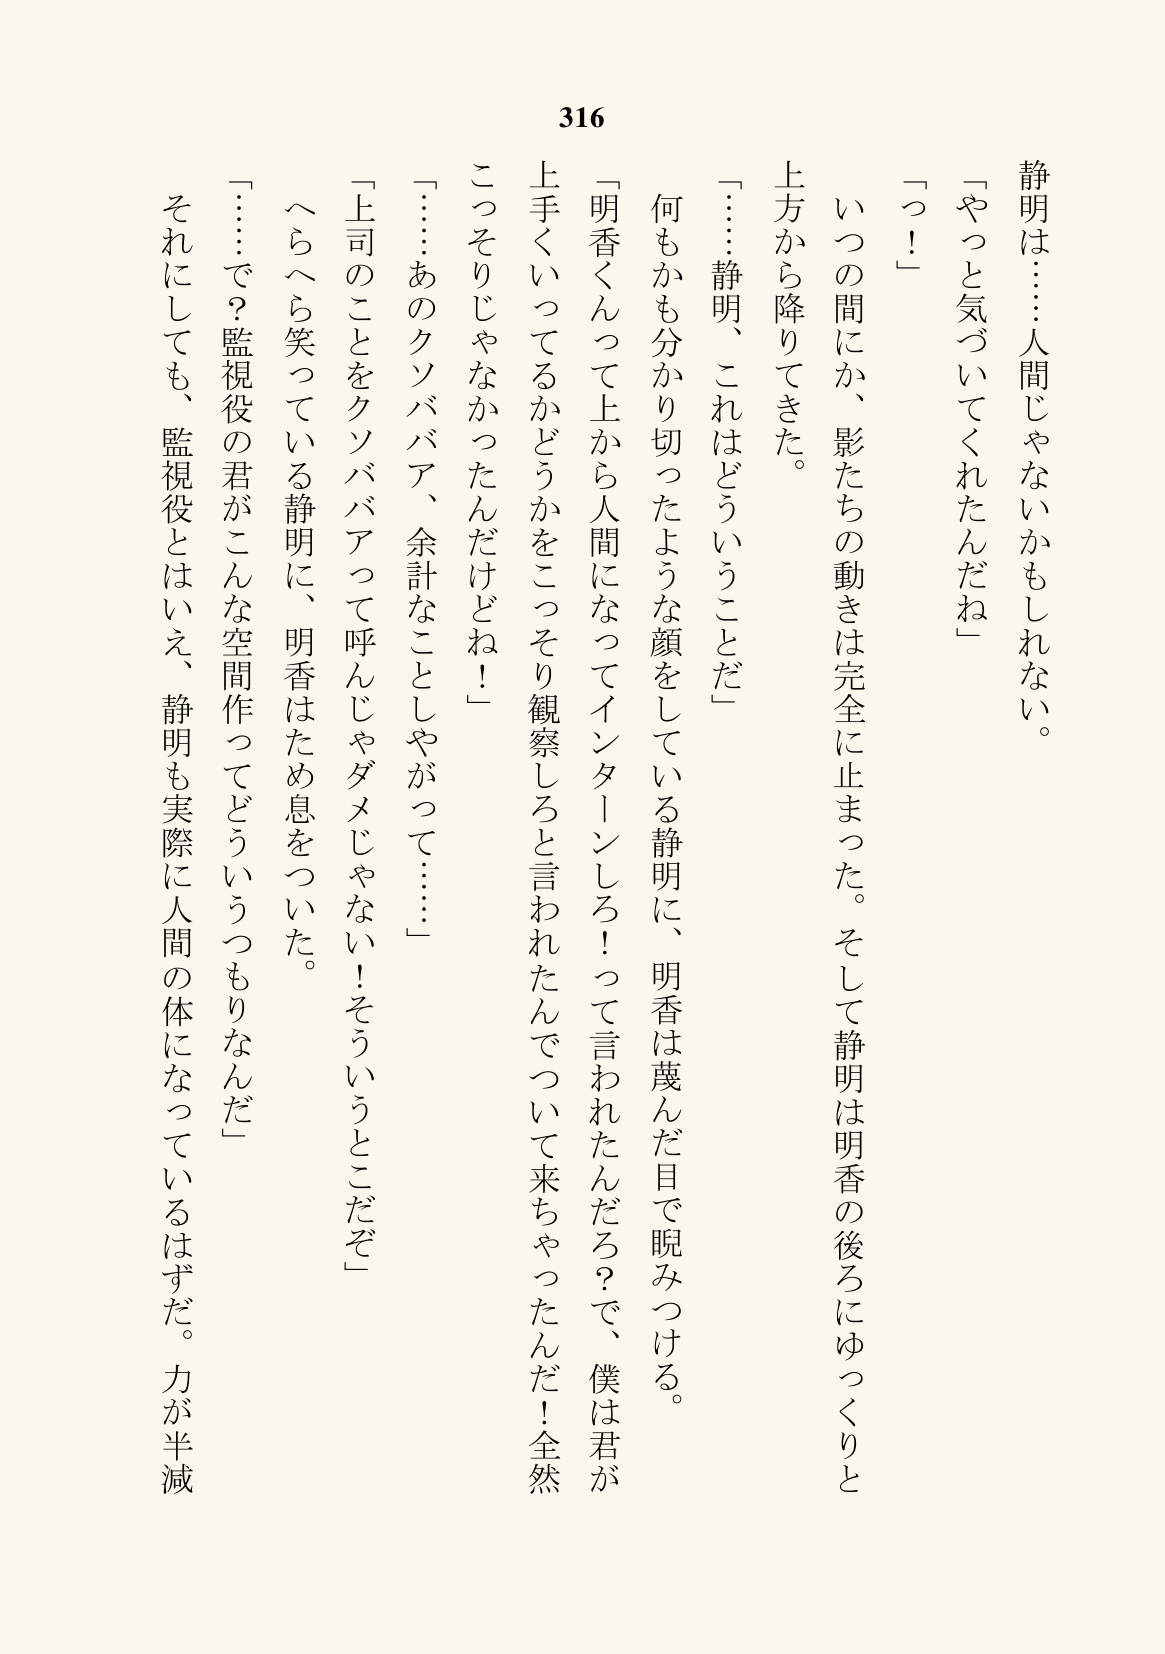 316
静明は……人間じゃないかもしれない。
「やっと気づいてくれたんだね」
「っ！」
　いつの間にか、影たちの動きは完全に止まった。そして静明は明香の後ろにゆっくりと
上方から降りてきた。
「……静明、これはどういうことだ」
　何もかも分かり切ったような顔をしている静明に、明香は蔑んだ目で睨みつける。
「明香くんって上から人間になってインターンしろ！って言われたんだろ？で、僕は君が
上手くいってるかどうかをこっそり観察しろと言われたんでついて来ちゃったんだ！全然
こっそりじゃなかったんだけどね！」
「……あのクソババア、余計なことしやがって……」
「上司のことをクソババアって呼んじゃダメじゃない！そういうとこだぞ」
　へらへら笑っている静明に、明香はため息をついた。
「……で？監視役の君がこんな空間作ってどういうつもりなんだ」
　それにしても、監視役とはいえ、静明も実際に人間の体になっているはずだ。力が半減